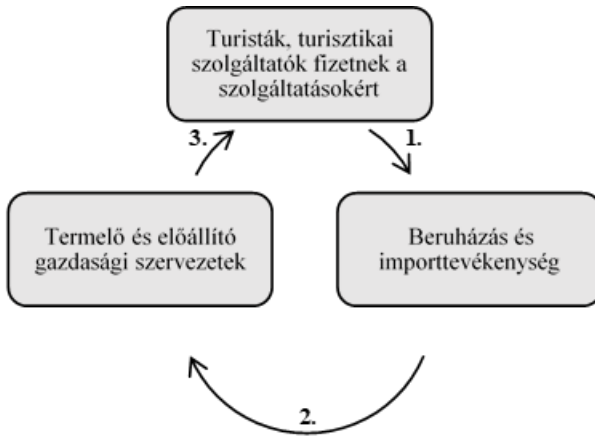 Turisták, turisztikai
szolgáltatók fizetnek a
szolgáltatásokért
3.
1.
Termelő és előállító
gazdasági szervezetek
Beruházás és
importtevékenység
2.